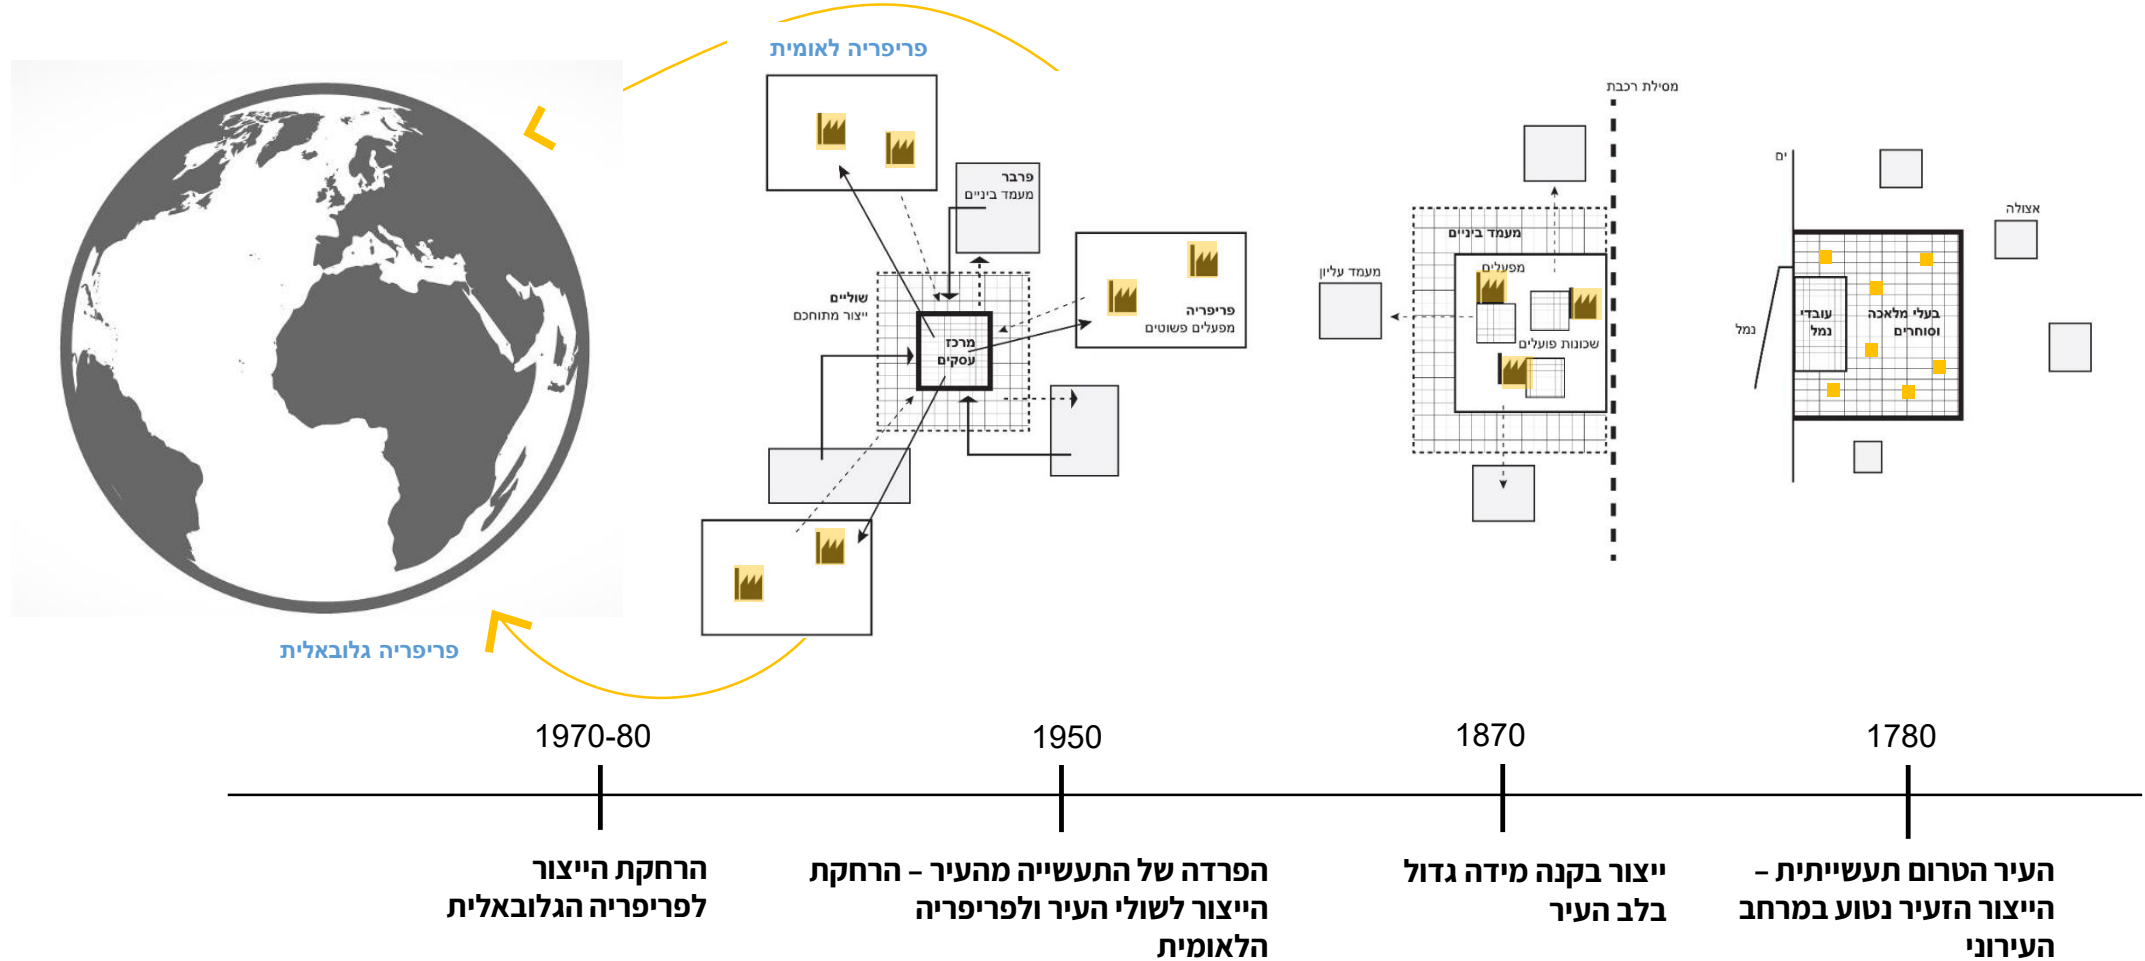 פריפריה לאומית
מסילת רכבת
ים
פרבר
מעמד ביניים
אצולה
מעמד ביניים
מפעלים
מעמד עליון
שוליים
ייצור מתוחכם
פריפריה
מפעלים פשוטים
בעלי מלאכה
וסוחרים
עובדי
נמל
נמל
מרכז
עסקים
שכונות פועלים
פריפריה גלובאלית
1780
1870
1950
1970-80
העיר הטרום תעשייתית –
הייצור הזעיר נטוע במרחב
העירוני
ייצור בקנה מידה גדול
בלב העיר
הפרדה של התעשייה מהעיר – הרחקת
הייצור לשולי העיר ולפריפריה
הלאומית
הרחקת הייצור
לפריפריה הגלובאלית